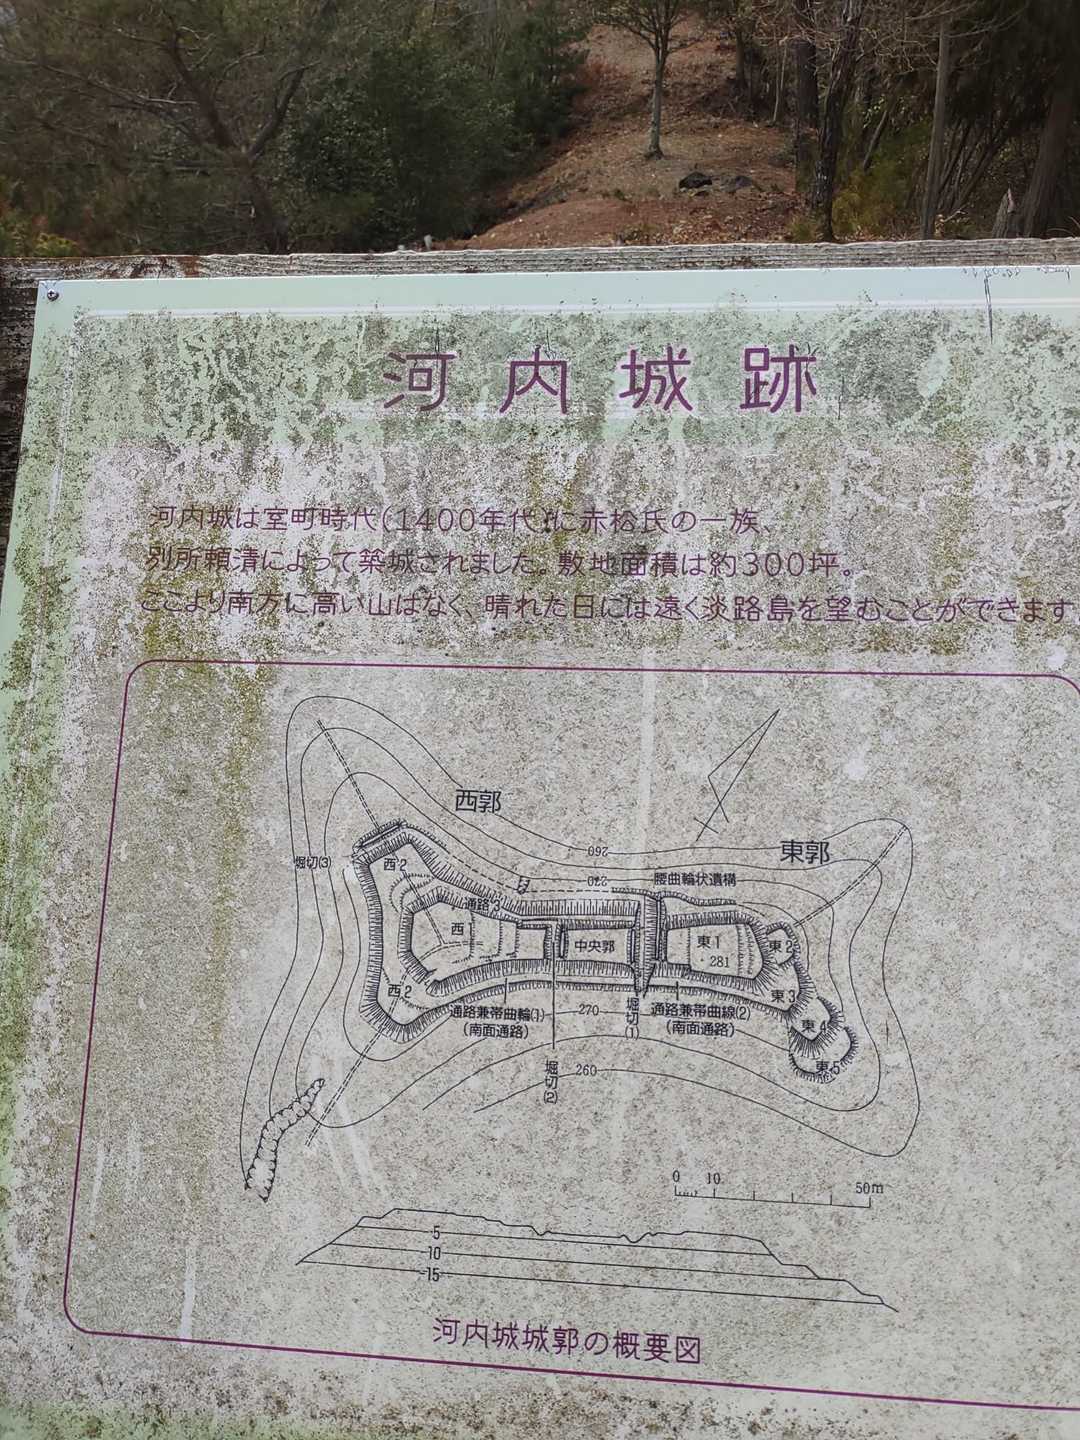 河内城跡
河内城は室町時代(1400年代)に赤松氏の一族、
別所頼清によって築城されました。敷地面積は約300坪。
ここより南方に高い山はなく、晴れた日には遠く淡路島を望むことができます
西郭
東郭
260
270
腰曲輪状遺構
堀切(3)
西2
通路3
西1
中央郭
東1
・281
東2
西2
東3
通路兼帯曲輪(1)
(南面通路)
270
堀切(1)
通路兼帯曲線(2)
(南面通路)
東4
東5
堀切(2)
260
0 10 50m
5
10
15
河内城城郭の概要図